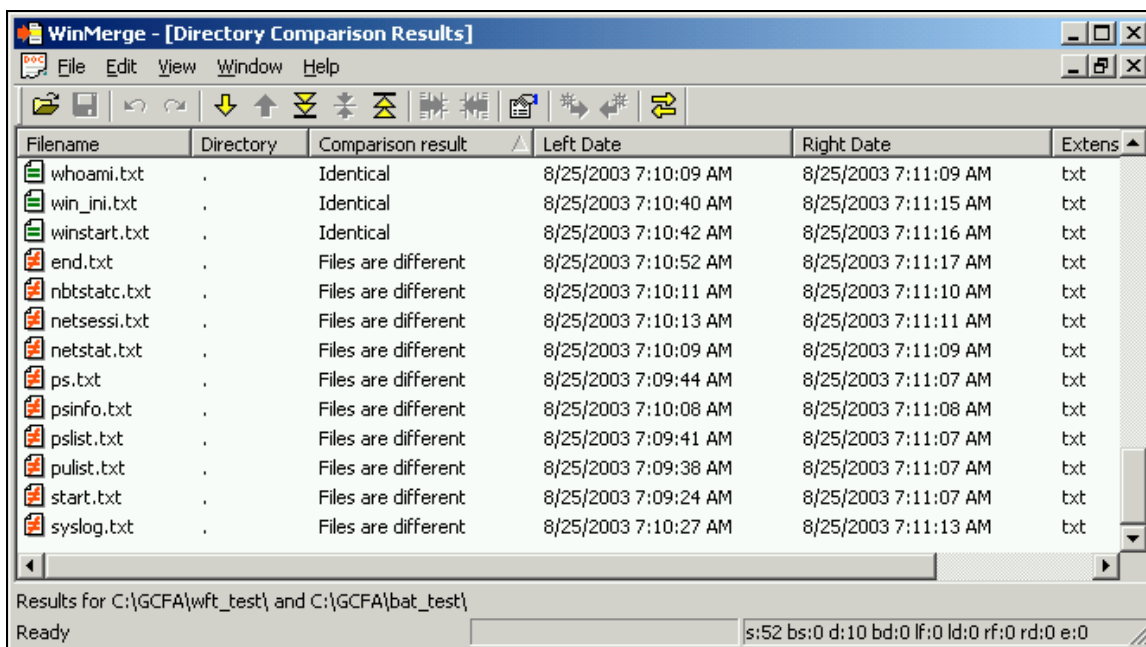 WinMerge - [Directory Comparison Results]
DOC File Edit View Window Help
Filename Directory Comparison result Left Date Right Date Extens
whoami.txt . Identical 8/25/2003 7:10:09 AM 8/25/2003 7:11:09 AM txt
win_ini.txt . Identical 8/25/2003 7:10:40 AM 8/25/2003 7:11:15 AM txt
winstart.txt . Identical 8/25/2003 7:10:42 AM 8/25/2003 7:11:16 AM txt
end.txt . Files are different 8/25/2003 7:10:52 AM 8/25/2003 7:11:17 AM txt
nbtstatc.txt . Files are different 8/25/2003 7:10:11 AM 8/25/2003 7:11:10 AM txt
netsessi.txt . Files are different 8/25/2003 7:10:13 AM 8/25/2003 7:11:11 AM txt
netstat.txt . Files are different 8/25/2003 7:10:09 AM 8/25/2003 7:11:09 AM txt
ps.txt . Files are different 8/25/2003 7:09:44 AM 8/25/2003 7:11:07 AM txt
psinfo.txt . Files are different 8/25/2003 7:10:08 AM 8/25/2003 7:11:08 AM txt
pslist.txt . Files are different 8/25/2003 7:09:41 AM 8/25/2003 7:11:07 AM txt
pulist.txt . Files are different 8/25/2003 7:09:38 AM 8/25/2003 7:11:07 AM txt
start.txt . Files are different 8/25/2003 7:09:24 AM 8/25/2003 7:11:07 AM txt
syslog.txt . Files are different 8/25/2003 7:10:27 AM 8/25/2003 7:11:13 AM txt
Results for C:\GCFA\wft_test\ and C:\GCFA\bat_test\
Ready s:52 bs:0 d:10 bd:0 lf:0 ld:0 rf:0 rd:0 e:0